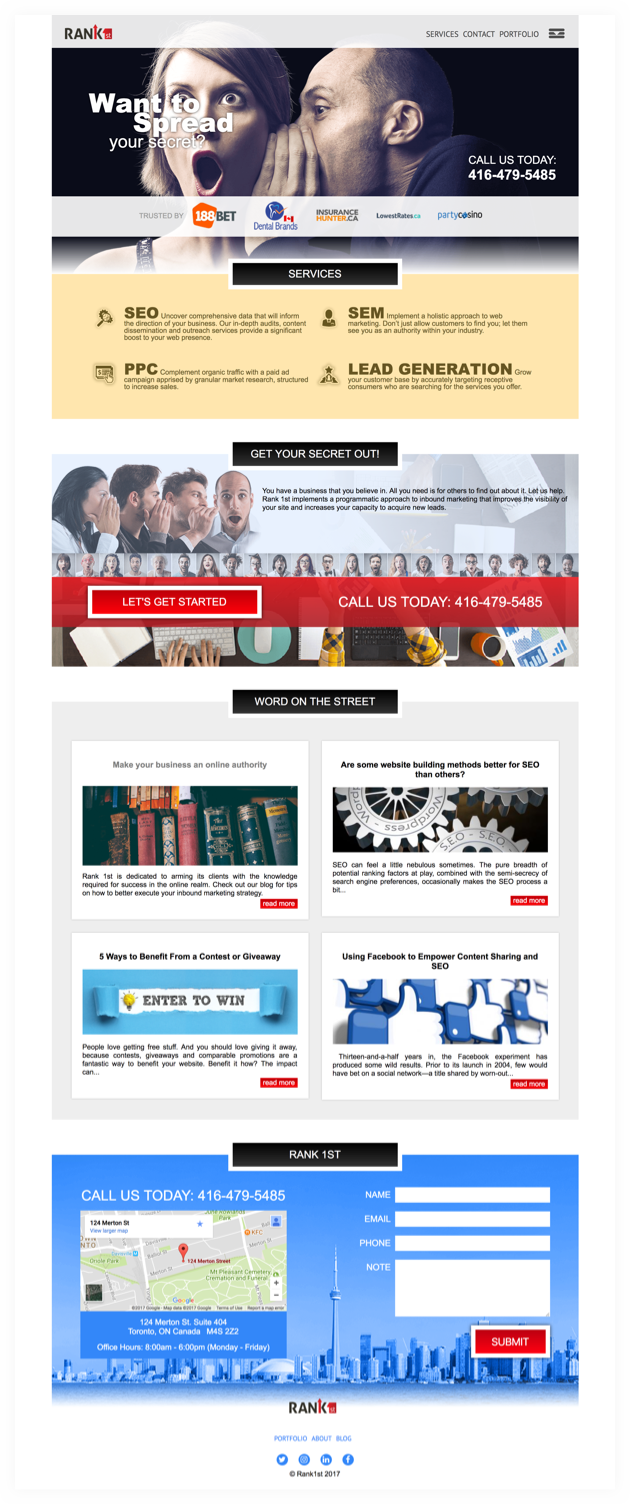 RANK1st
SERVICES CONTACT PORTFOLIO
Want to
Spread
your secret?
CALL US TODAY:
416-479-5485
TRUSTED BY
188BET
Dental Brands
INSURANCE
HUNTER.CA
LowestRates.ca
partycasino
SERVICES
SEO Uncover comprehensive data that will inform
the direction of your business. Our in-depth audits, content
dissemination and outreach services provide a significant
boost to your web presence.
SEM Implement a holistic approach to web
marketing. Don't just allow customers to find you; let them
see you as an authority within your industry.
PPC Complement organic traffic with a paid ad
campaign apprised by granular market research, structured
to increase sales.
LEAD GENERATION Grow
your customer base by accurately targeting receptive
consumers who are searching for the services you offer.
GET YOUR SECRET OUT!
You have a business that you believe in. All you need is for others to find out about it. Let us help.
Rank 1st implements a programmatic approach to inbound marketing that improves the visibility of
your site and increases your capacity to acquire new leads.
LET'S GET STARTED
CALL US TODAY: 416-479-5485
WORD ON THE STREET
Make your business an online authority
Rank 1st is dedicated to arming its clients with the knowledge
required for success in the online realm. Check out our blog for tips
on how to better execute your inbound marketing strategy.
read more
Are some website building methods better for SEO
than others?
Wordpress
SEO - SEO
SEO can feel a little nebulous sometimes. The pure breadth of
potential ranking factors at play, combined with the semi-secrecy of
search engine preferences, occasionally makes the SEO process a
bit...
read more
5 Ways to Benefit From a Contest or Giveaway
ENTER TO WIN
People love getting free stuff. And you should love giving it away,
because contests, giveaways and comparable promotions are a
fantastic way to benefit your website. Benefit it how? The impact
can...
read more
Using Facebook to Empower Content Sharing and
SEO
Thirteen-and-a-half years in, the Facebook experiment has
produced some wild results. Prior to its launch in 2004, few would
have bet on a social network—a title shared by worn-out...
read more
RANK 1ST
CALL US TODAY: 416-479-5485
124 Merton St
View larger map
KFC
Merton St
Oriole Park
124 Merton Street
Mt Pleasant Cemetery,
Cremation and Funeral
Google
©2017 Google - Map data ©2017 Google Terms of Use Report a map error
124 Merton St. Suite 404
Toronto, ON Canada M4S 2Z2
Office Hours: 8:00am - 6:00pm (Monday - Friday)
NAME
EMAIL
PHONE
NOTE
SUBMIT
RANK1st
PORTFOLIO ABOUT BLOG
© Rank1st 2017